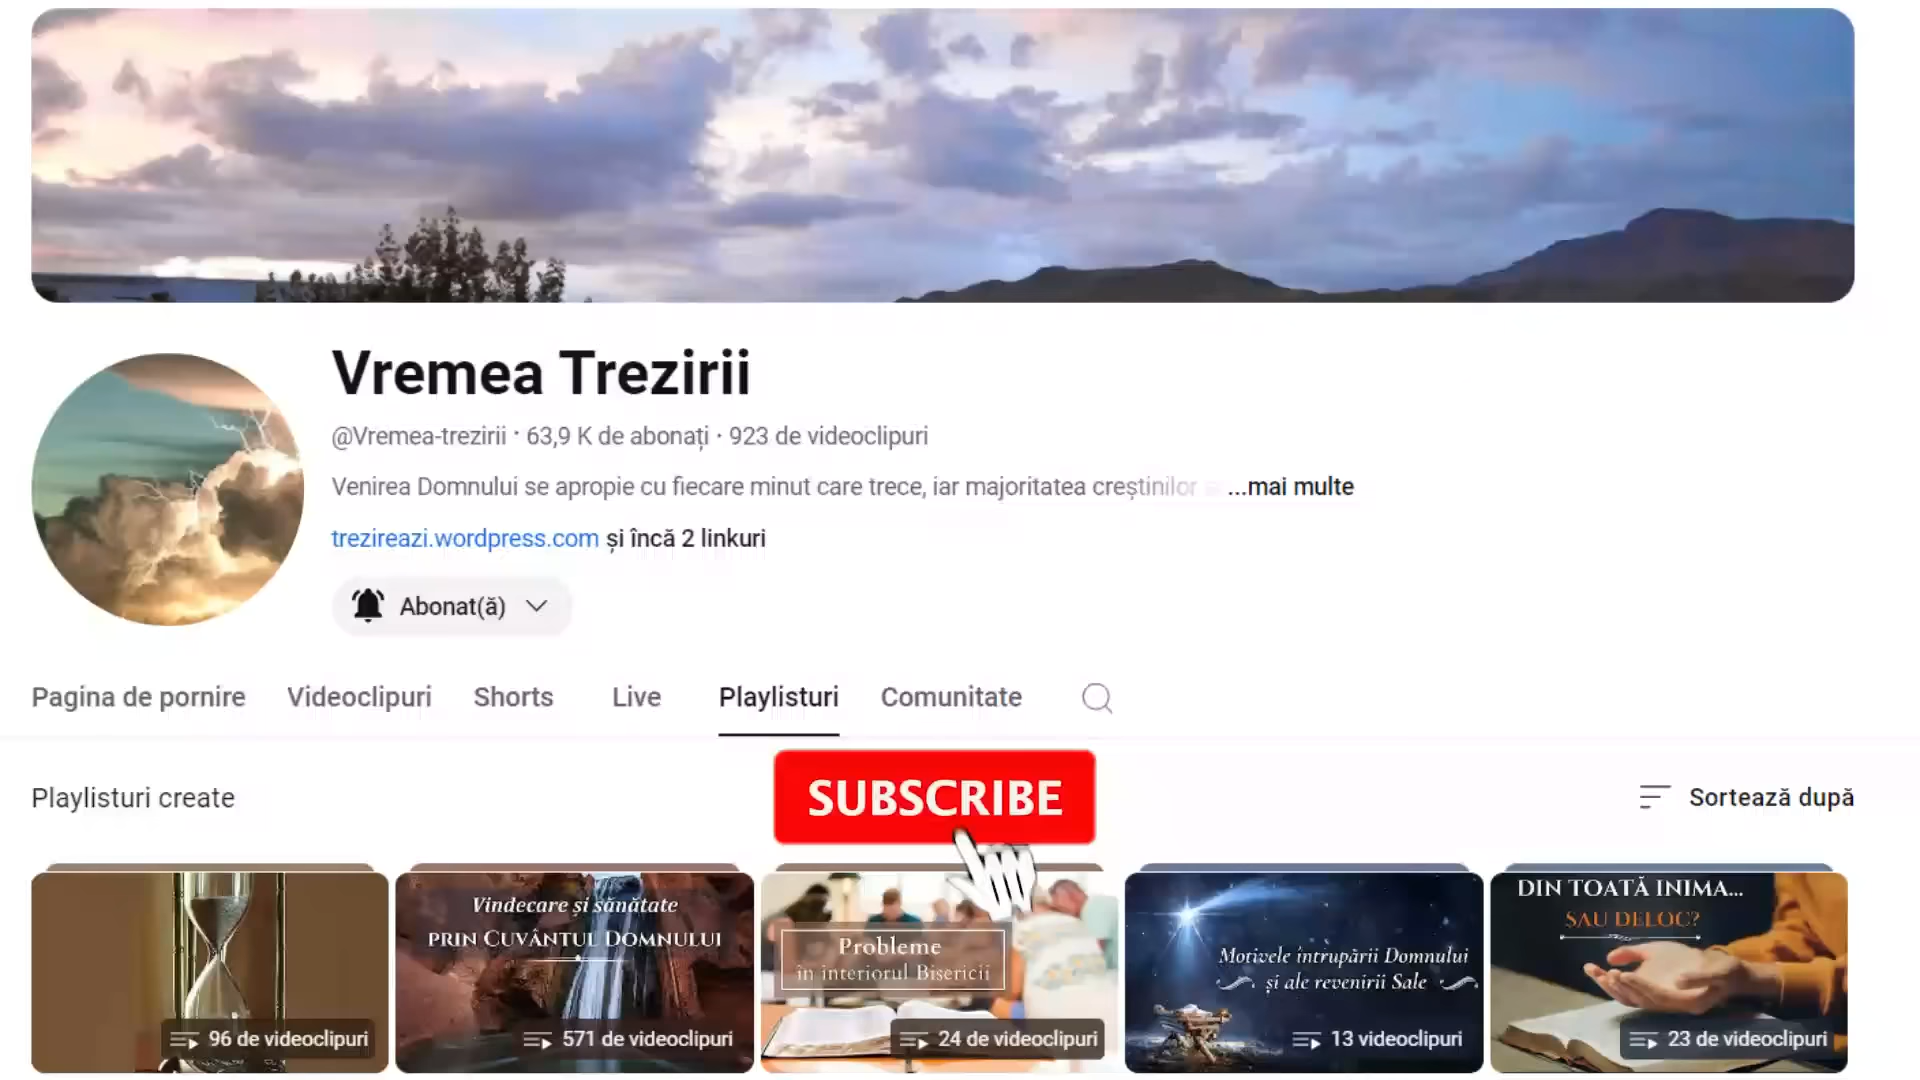 Vremea Trezirii
@Vremea-trezirii · 63,9 K de abonați · 923 de videoclipuri
Venirea Domnului se apropie cu fiecare minut care trece, iar majoritatea creștinilor ...mai multe
trezireazi.wordpress.com și încă 2 linkuri
Abonat(ă)
Pagina de pornire Videoclipuri Shorts Live Playlisturi Comunitate
Playlisturi create
SUBSCRIBE
Sortează după
96 de videoclipuri
Vindecare și sănătate
PRIN CUVÂNTUL DOMNULUI
571 de videoclipuri
Probleme
în interiorul Bisericii
24 de videoclipuri
Motivele întrupării Domnului
și ale revenirii Sale
13 videoclipuri
DIN TOATĂ INIMA...
SAU DELOC?
23 de videoclipuri